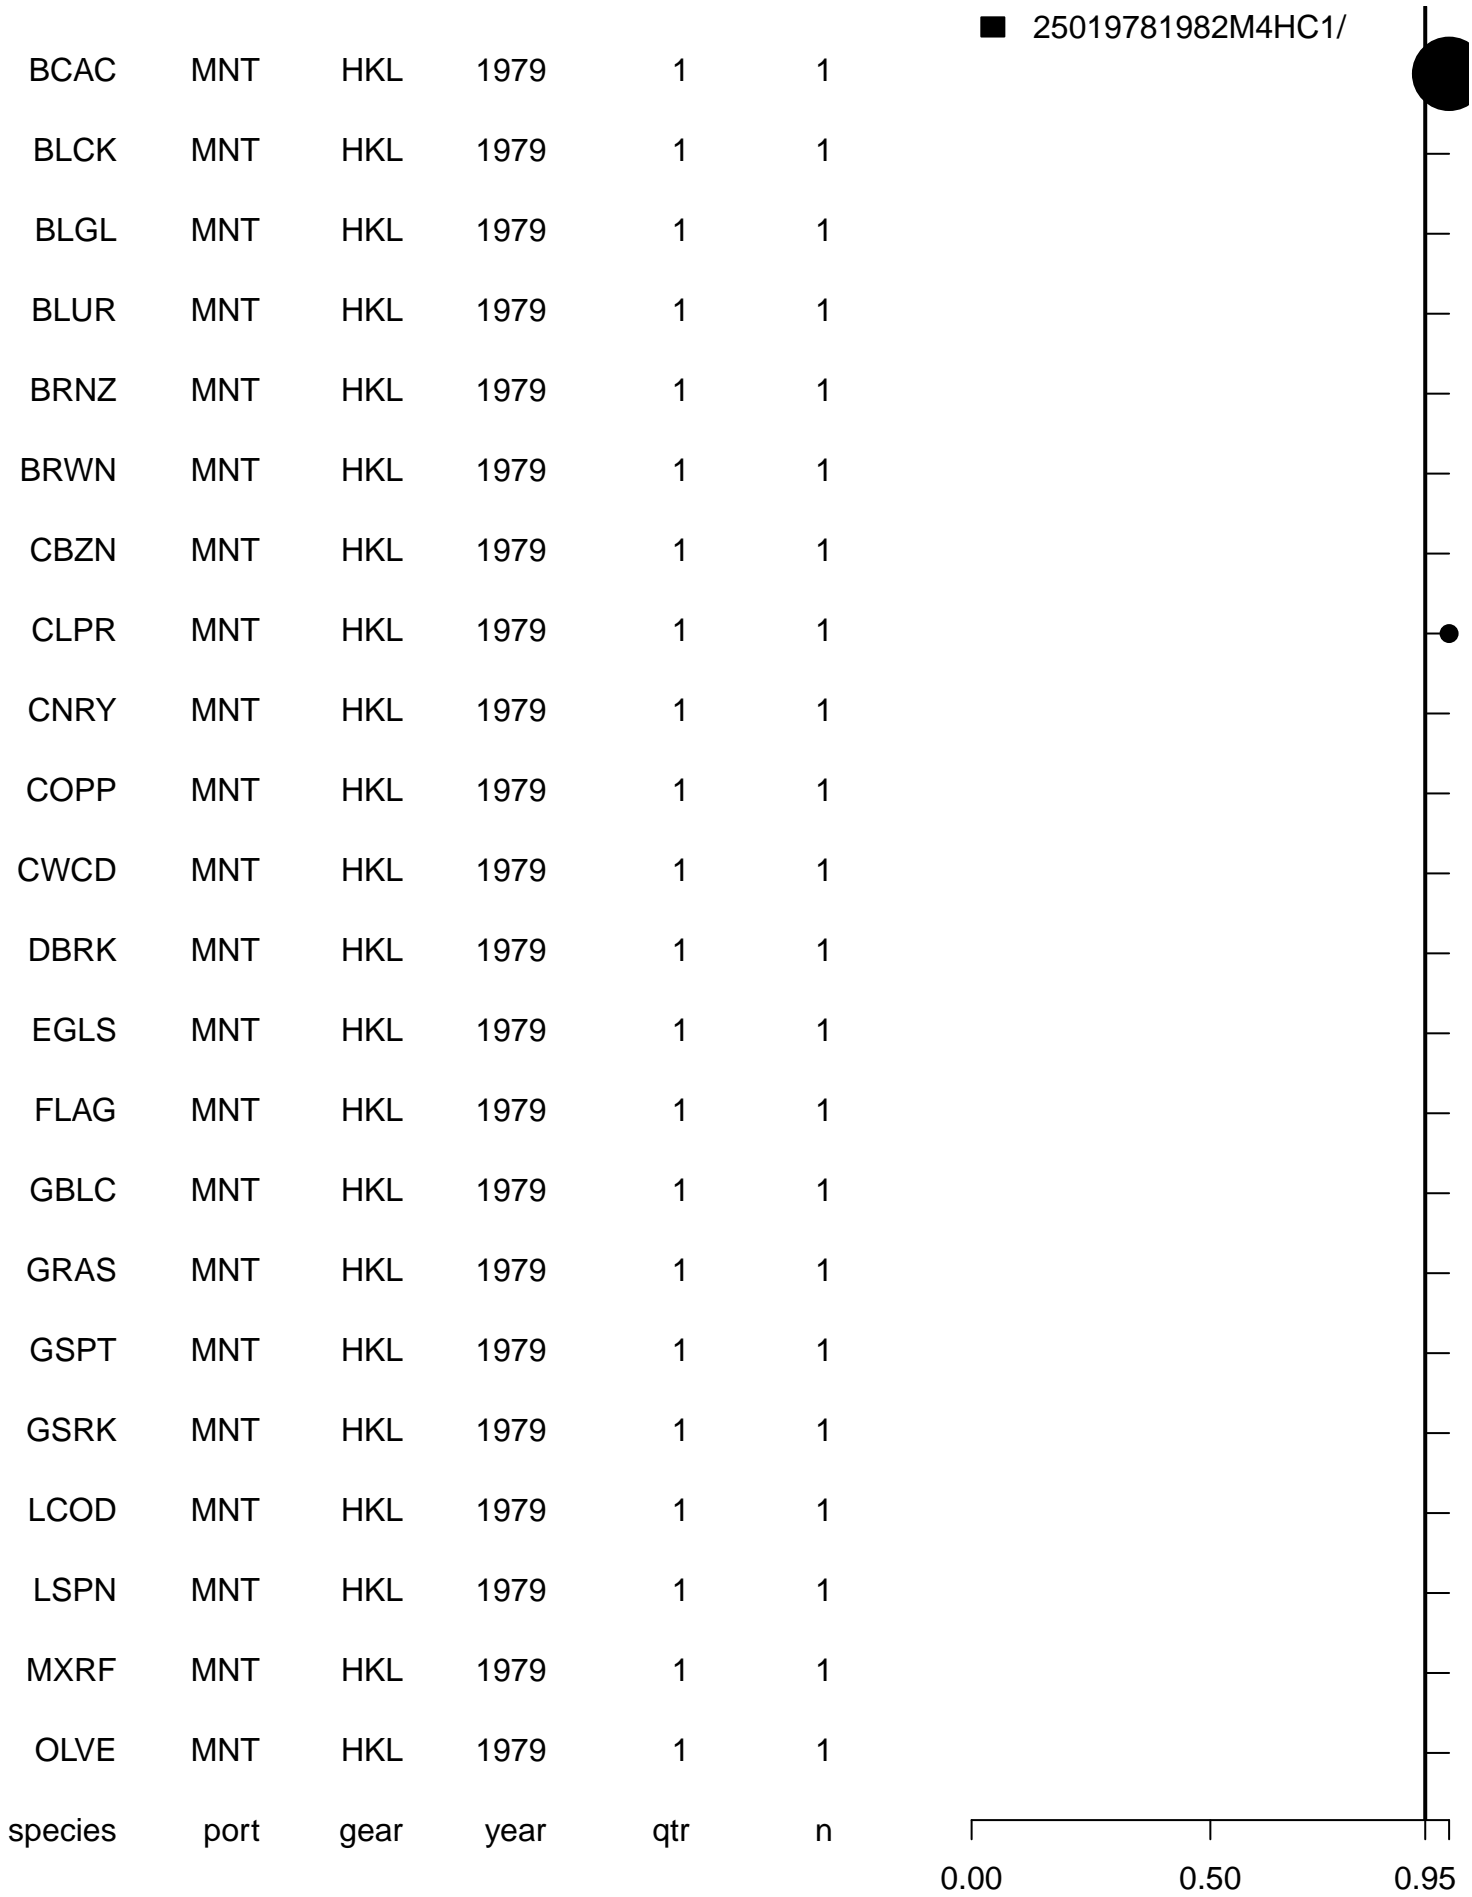 25019781982M4HC1/
BCAC MNT HKL 1979 1 1
BLCK MNT HKL 1979 1 1
BLGL MNT HKL 1979 1 1
BLUR MNT HKL 1979 1 1
BRNZ MNT HKL 1979 1 1
BRWN MNT HKL 1979 1 1
CBZN MNT HKL 1979 1 1
CLPR MNT HKL 1979 1 1
CNRY MNT HKL 1979 1 1
COPP MNT HKL 1979 1 1
CWCD MNT HKL 1979 1 1
DBRK MNT HKL 1979 1 1
EGLS MNT HKL 1979 1 1
FLAG MNT HKL 1979 1 1
GBLC MNT HKL 1979 1 1
GRAS MNT HKL 1979 1 1
GSPT MNT HKL 1979 1 1
GSRK MNT HKL 1979 1 1
LCOD MNT HKL 1979 1 1
LSPN MNT HKL 1979 1 1
MXRF MNT HKL 1979 1 1
OLVE MNT HKL 1979 1 1
species port gear year qtr n
0.00 0.50 0.95